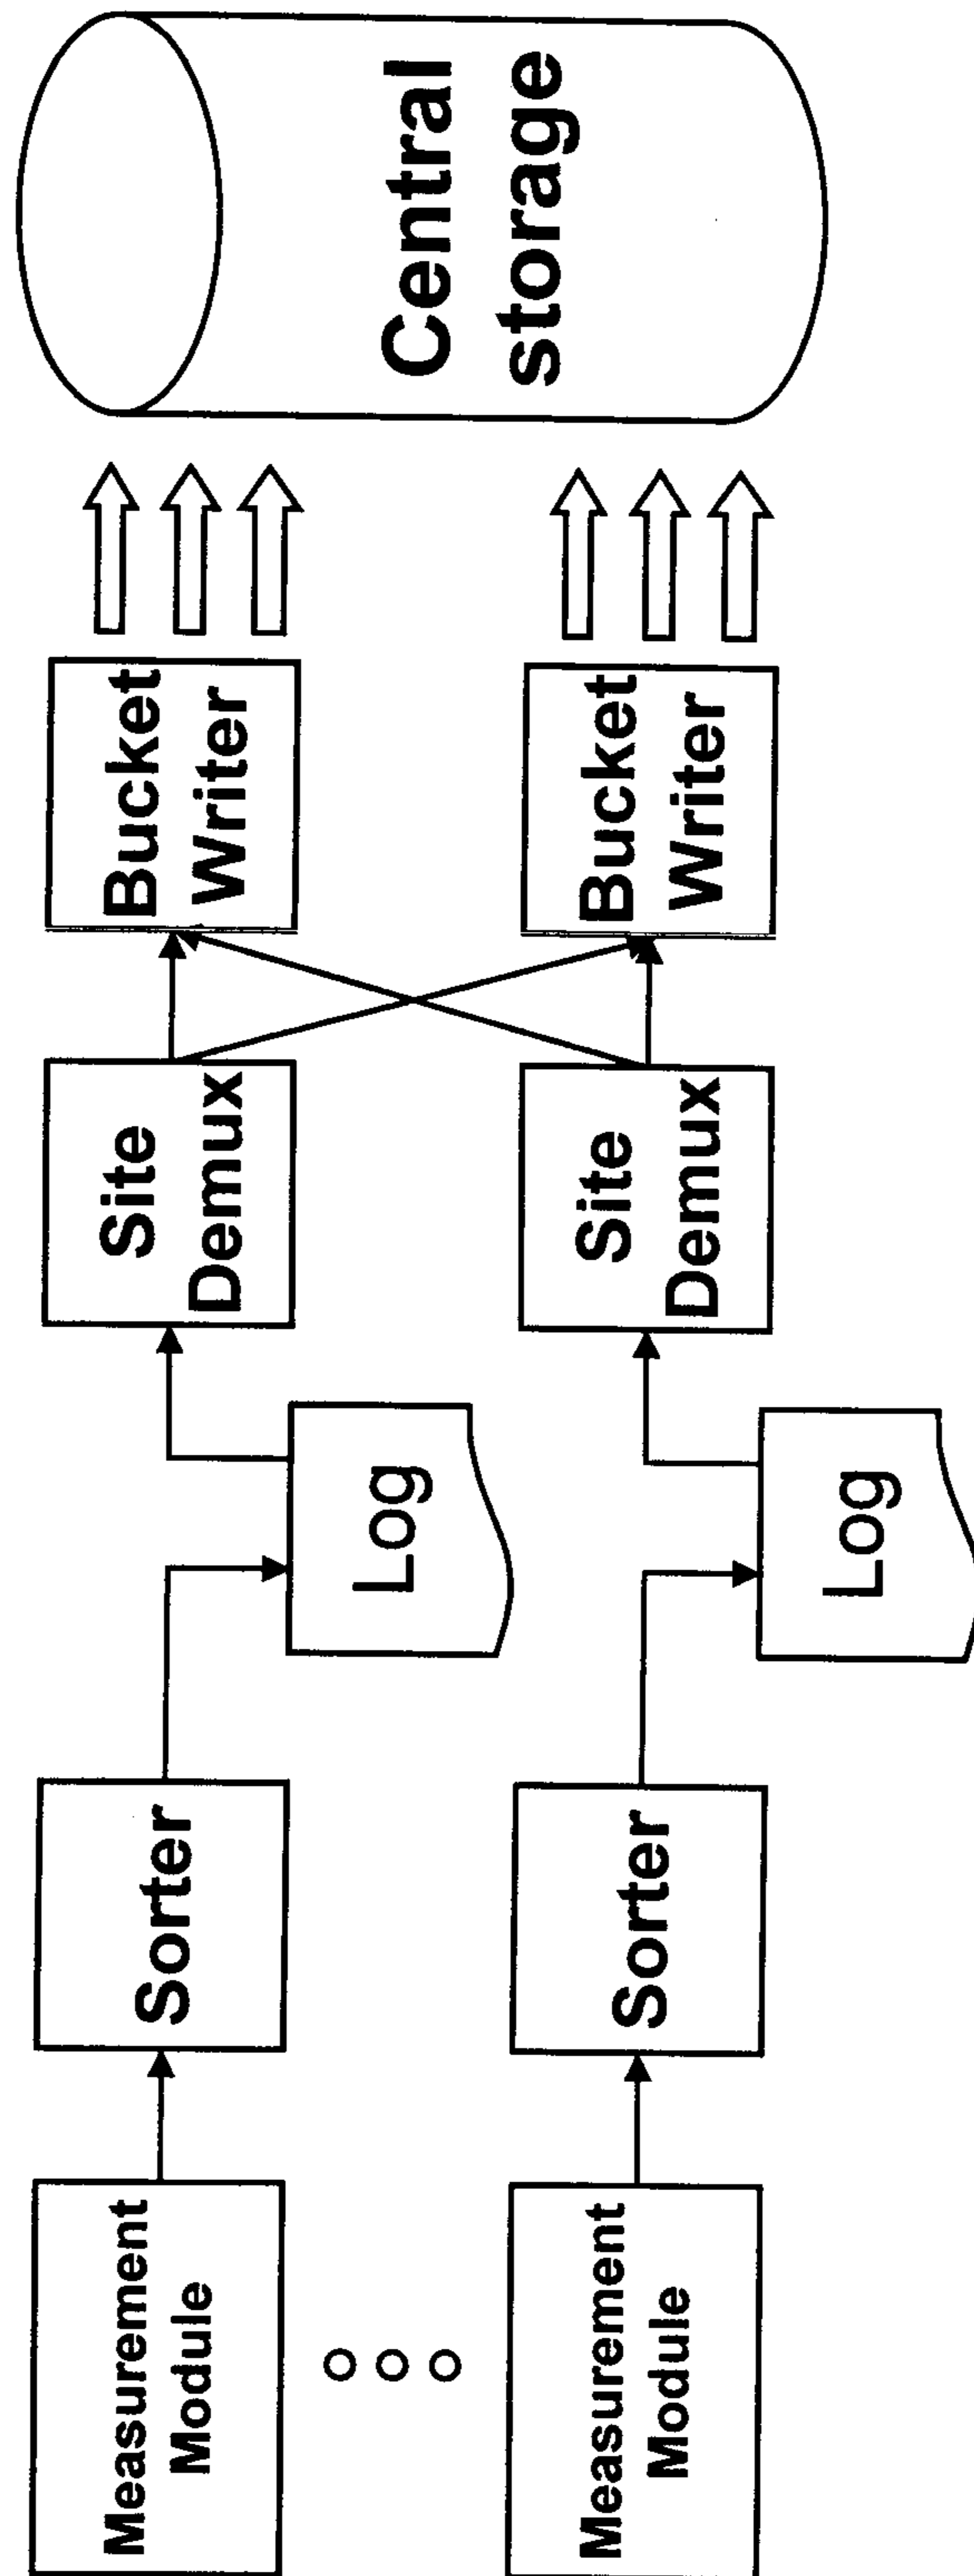 Measurement
Module
Sorter
Log
Site
Demux
Bucket
Writer
Central
storage
Measurement
Module
Sorter
Log
Site
Demux
Bucket
Writer